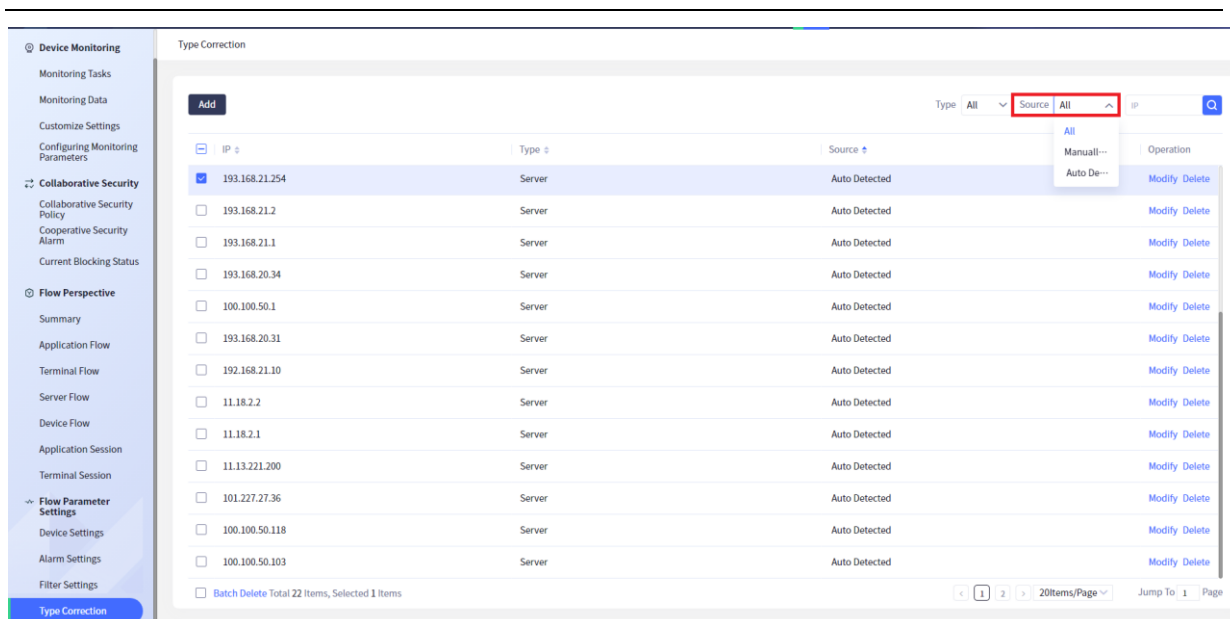 Device Monitoring
Monitoring Tasks
Monitoring Data
Customize Settings
Configuring Monitoring
Parameters
Collaborative Security
Collaborative Security
Policy
Cooperative Security
Alarm
Current Blocking Status
Flow Perspective
Summary
Application Flow
Terminal Flow
Server Flow
Device Flow
Application Session
Terminal Session
Flow Parameter
Settings
Device Settings
Alarm Settings
Filter Settings
Type Correction
Type Correction
Add Type All Source All IP
All
Manuall···
Auto De···
IP Type Source Operation
193.168.21.254 Server Auto Detected Modify Delete
193.168.21.2 Server Auto Detected Modify Delete
193.168.21.1 Server Auto Detected Modify Delete
193.168.20.34 Server Auto Detected Modify Delete
100.100.50.1 Server Auto Detected Modify Delete
193.168.20.31 Server Auto Detected Modify Delete
192.168.21.10 Server Auto Detected Modify Delete
11.18.2.2 Server Auto Detected Modify Delete
11.18.2.1 Server Auto Detected Modify Delete
11.13.221.200 Server Auto Detected Modify Delete
101.227.27.36 Server Auto Detected Modify Delete
100.100.50.118 Server Auto Detected Modify Delete
100.100.50.103 Server Auto Detected Modify Delete
Batch Delete Total 22 Items, Selected 1 Items < 1 2 > 20Items/Page Jump To 1 Page